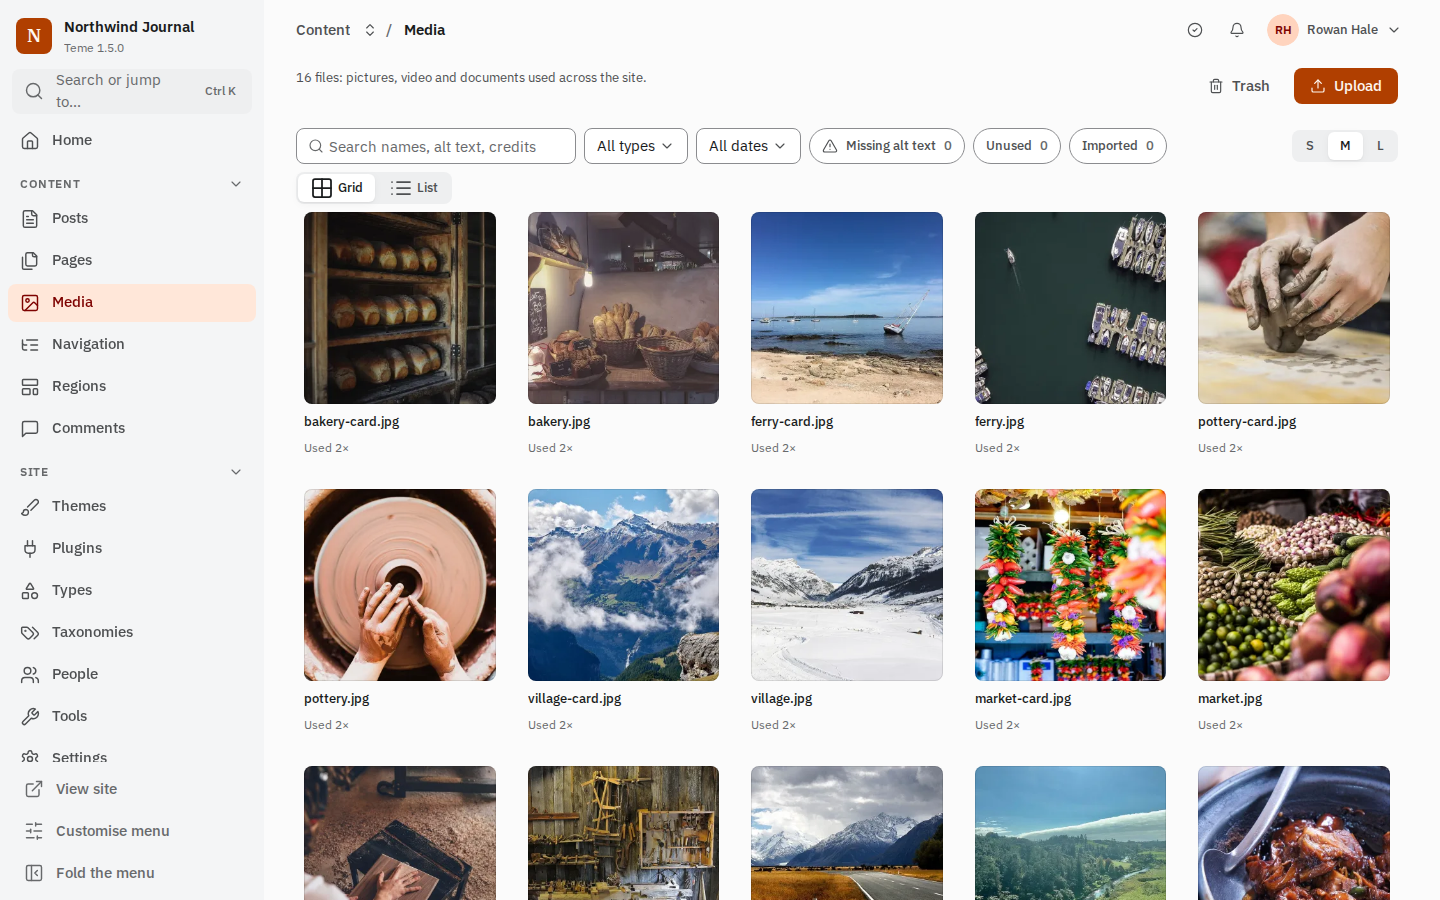 N
Northwind Journal
Teme 1.5.0
Search or jump
to...
Ctrl K
Home
CONTENT
Posts
Pages
Media
Navigation
Regions
Comments
SITE
Themes
Plugins
Types
Taxonomies
People
Tools
Settings
View site
Customise menu
Fold the menu
Content / Media
RH
Rowan Hale
16 files: pictures, video and documents used across the site.
Trash
Upload
Search names, alt text, credits
All types
All dates
Missing alt text 0
Unused 0
Imported 0
S M L
Grid
List
bakery-card.jpg
Used 2×
bakery.jpg
Used 2×
ferry-card.jpg
Used 2×
ferry.jpg
Used 2×
pottery-card.jpg
Used 2×
pottery.jpg
Used 2×
village-card.jpg
Used 2×
village.jpg
Used 2×
market-card.jpg
Used 2×
market.jpg
Used 2×